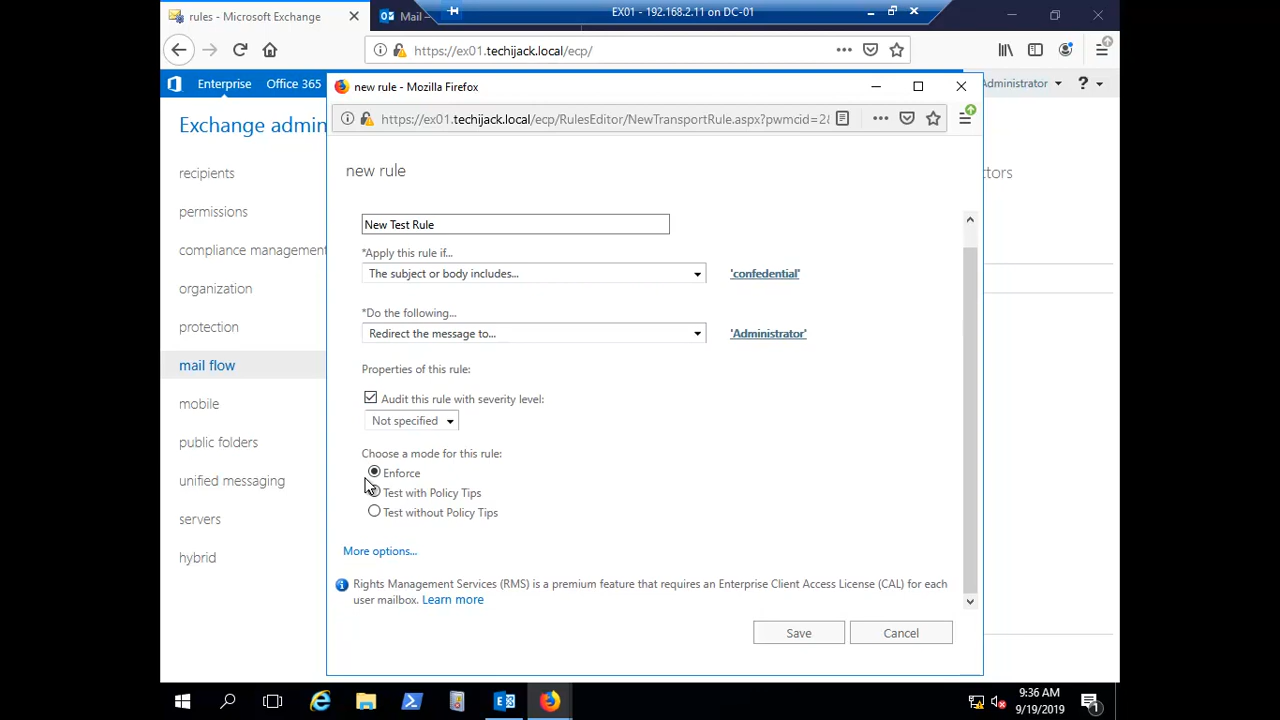 EX01 - 192.168.2.11 on DC-01
rules - Microsoft Exchange
Mail –
https://ex01.techijack.local/ecp/
Enterprise Office 365
Administrator
?
Exchange admin
new rule - Mozilla Firefox
https://ex01.techijack.local/ecp/RulesEditor/NewTransportRule.aspx?pwmcid=2&
recipients
permissions
compliance management
organization
protection
mail flow
mobile
public folders
unified messaging
servers
hybrid
ctors
new rule
New Test Rule
*Apply this rule if...
The subject or body includes... 'confedential'
*Do the following...
Redirect the message to... 'Administrator'
Properties of this rule:
Audit this rule with severity level:
Not specified
Choose a mode for this rule:
Enforce
Test with Policy Tips
Test without Policy Tips
More options...
Rights Management Services (RMS) is a premium feature that requires an Enterprise Client Access License (CAL) for each
user mailbox. Learn more
Save Cancel
9:36 AM
9/19/2019
1